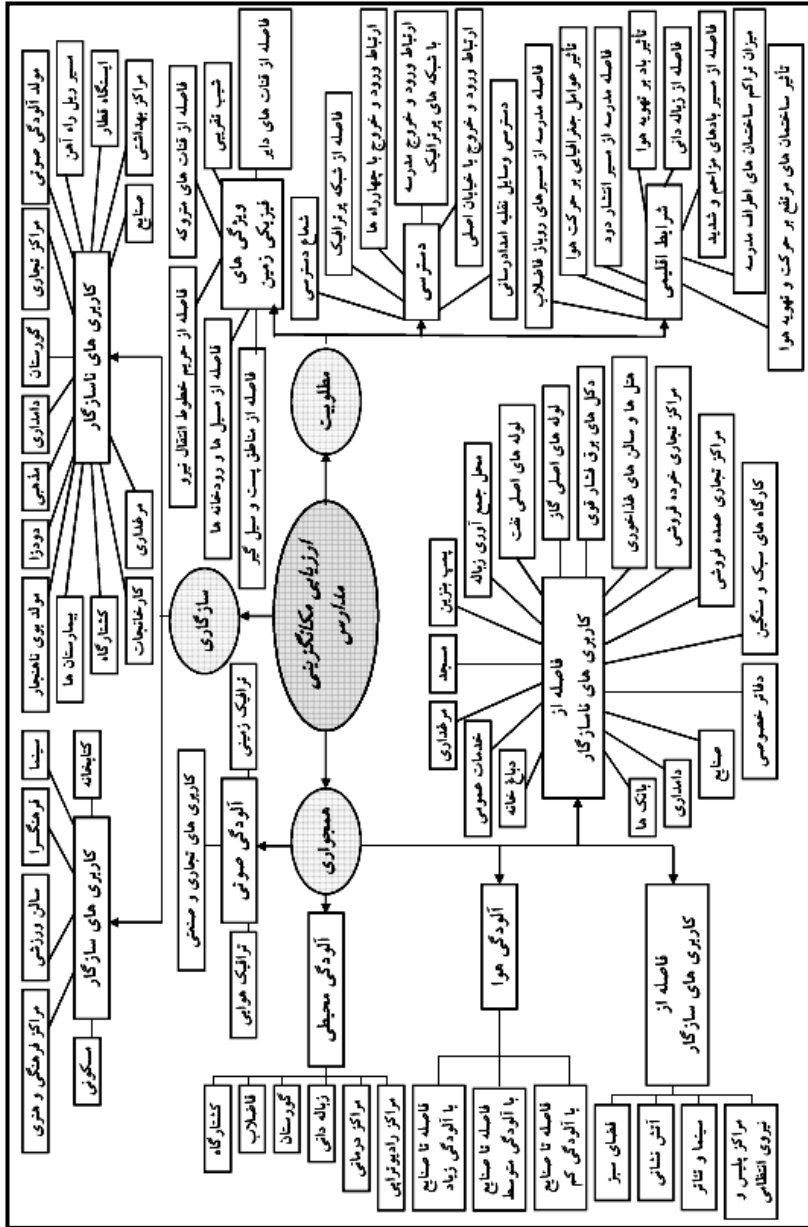 ارزیابی مکانگزینی
مدارس
سازگاری
مطلوبیت
همجواری
کاربری های سازگار
کتابخانه
سینما
فرهنگسرا
سالن ورزشی
مراکز فرهنگی و هنری
مسکونی
کاربری های ناسازگار
صنایع
مراکز بهداشتی
ایستگاه قطار
مسیر ریل راه آهن
مولد آلودگی صوتی
مراکز تجاری
گورستان
دامداری
مذهبی
دودزا
مولد بوی ناهنجار
بیمارستان ها
کشتارگاه
کارخانجات
مرغداری
ویژگی های
فیزیکی زمین
فاصله از قنات های دایر
شیب تقریبی
فاصله از قنات های متروکه
فاصله از حریم خطوط انتقال نیرو
فاصله از مسیل ها و رودخانه ها
فاصله از مناطق پست و سیل گیر
دسترسی
شعاع دسترسی
فاصله از شبکه پرترافیک
ارتباط ورود و خروج با چهارراه ها
ارتباط ورود و خروج مدرسه
با شبکه های پرترافیک
ارتباط ورود و خروج با خیابان اصلی
دسترسی وسایل نقلیه امدادرسانی
شرایط اقلیمی
فاصله مدرسه از مسیرهای روباز فاضلاب
تأثیر عوامل جغرافیایی بر حرکت هوا
فاصله مدرسه از مسیر انتشار دود
تأثیر باد بر تهویه هوا
فاصله از زباله دانی
فاصله از مسیر بادهای مزاحم و شدید
میزان تراکم ساختمان های اطراف مدرسه
تأثیر ساختمان های مرتفع بر حرکت و تهویه هوا
آلودگی صوتی
ترافیک زمینی
کاربری های تجاری و صنعتی
ترافیک هوایی
آلودگی محیطی
کشتارگاه
فاضلاب
گورستان
زباله دانی
مراکز درمانی
مراکز رادیوتراپی
آلودگی هوا
فاصله تا صنایع
با آلودگی زیاد
فاصله تا صنایع
با آلودگی متوسط
فاصله تا صنایع
با آلودگی کم
فاصله از
کاربری های سازگار
فضای سبز
آتش نشانی
سینما و تئاتر
مراکز پلیس و
نیروی انتظامی
فاصله از
کاربری های ناسازگار
دکل های برق فشار قوی
لوله های اصلی گاز
لوله های اصلی نفت
محل جمع آوری زباله
پمپ بنزین
مسجد
مرغداری
خدمات عمومی
دباغ خانه
بانک ها
دامداری
صنایع
دفاتر خصوصی
کارگاه های سبک و سنگین
مراکز تجاری عمده فروشی
مراکز تجاری خرده فروشی
هتل ها و سالن های غذاخوری